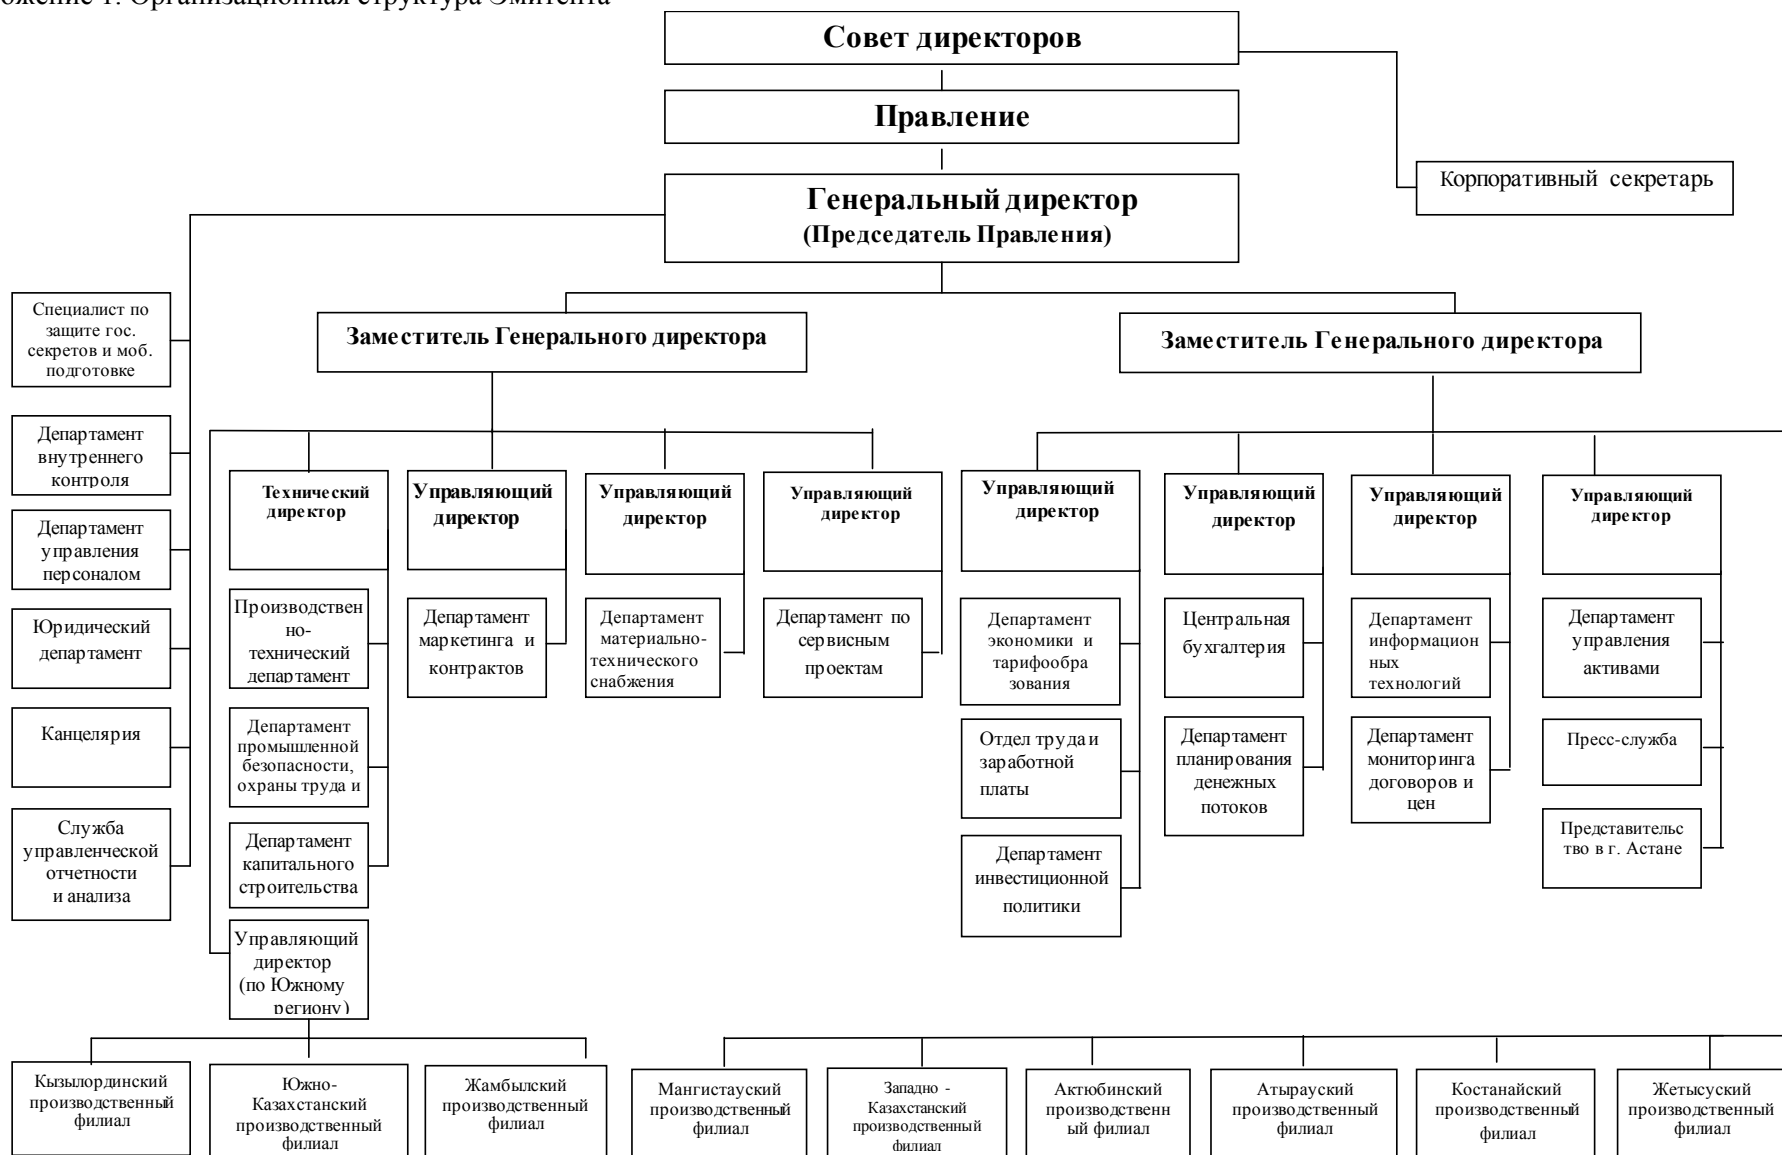 ожение 1. Организационная структура Эмитента
Совет директоров
Правление
Корпоративный секретарь
Генеральный директор
(Председатель Правления)
Заместитель Генерального директора
Заместитель Генерального директора
Специалист по
защите гос.
секретов и моб.
подготовке
Департамент
внутреннего
контроля
Департамент
управления
персоналом
Юридический
департамент
Канцелярия
Служба
управленческой
отчетности
и анализа
Технический
директор
Управляющий
директор
Управляющий
директор
Управляющий
директор
Управляющий
директор
Управляющий
директор
Управляющий
директор
Управляющий
директор
Производствен
но-
технический
департамент
Департамент
маркетинга и
контрактов
Департамент
материально-
технического
снабжения
Департамент по
сервисным
проектам
Департамент
экономики и
тарифообра
зования
Центральная
бухгалтерия
Департамент
информацион
ных
технологий
Департамент
управления
активами
Департамент
промышленной
безопасности,
охраны труда и
Отдел труда и
заработной
платы
Департамент
планирования
денежных
потоков
Департамент
мониторинга
договоров и
цен
Пресс-служба
Департамент
капитального
строительства
Департамент
инвестиционной
политики
Представительс
тво в г. Астане
Управляющий
директор
(по Южному
региону)
Кызылординский
производственный
филиал
Южно-
Казахстанский
производственный
филиал
Жамбылский
производственный
филиал
Мангистауский
производственный
филиал
Западно -
Казахстанский
производственный
филиал
Актюбинский
производственн
ый филиал
Атырауский
производственный
филиал
Костанайский
производственный
филиал
Жетысуский
производственный
филиал